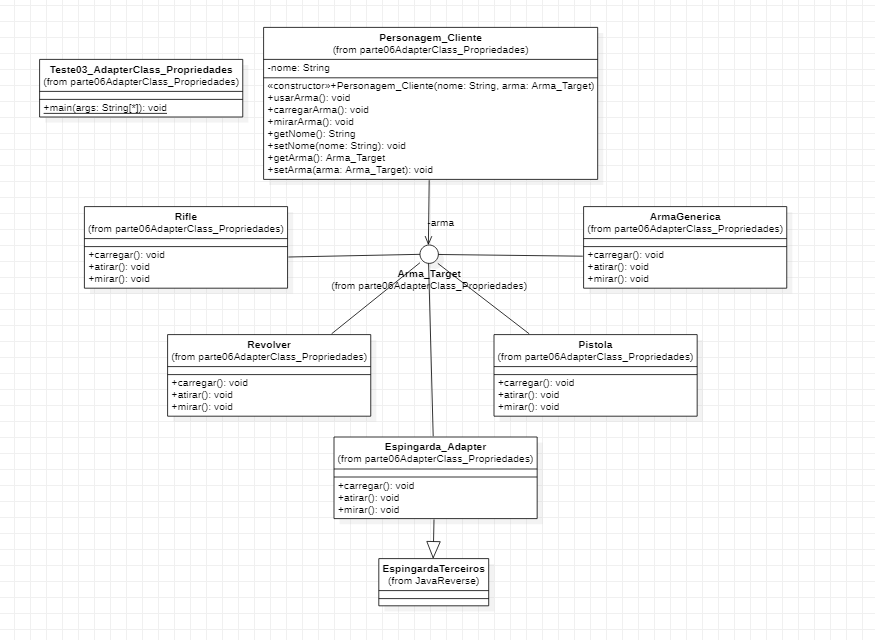 Personagem_Cliente
(from parte06AdapterClass_Propriedades)
-nome: String
«constructor»+Personagem_Cliente(nome: String, arma: Arma_Target)
+usarArma(): void
+carregarArma(): void
+mirarArma(): void
+getNome(): String
+setNome(nome: String): void
+getArma(): Arma_Target
+setArma(arma: Arma_Target): void
Teste03_AdapterClass_Propriedades
(from parte06AdapterClass_Propriedades)
+main(args: String[*]): void
-arma
Rifle
(from parte06AdapterClass_Propriedades)
+carregar(): void
+atirar(): void
+mirar(): void
ArmaGenerica
(from parte06AdapterClass_Propriedades)
+carregar(): void
+atirar(): void
+mirar(): void
Arma_Target
(from parte06AdapterClass_Propriedades)
Revolver
(from parte06AdapterClass_Propriedades)
+carregar(): void
+atirar(): void
+mirar(): void
Pistola
(from parte06AdapterClass_Propriedades)
+carregar(): void
+atirar(): void
+mirar(): void
Espingarda_Adapter
(from parte06AdapterClass_Propriedades)
+carregar(): void
+atirar(): void
+mirar(): void
EspingardaTerceiros
(from JavaReverse)